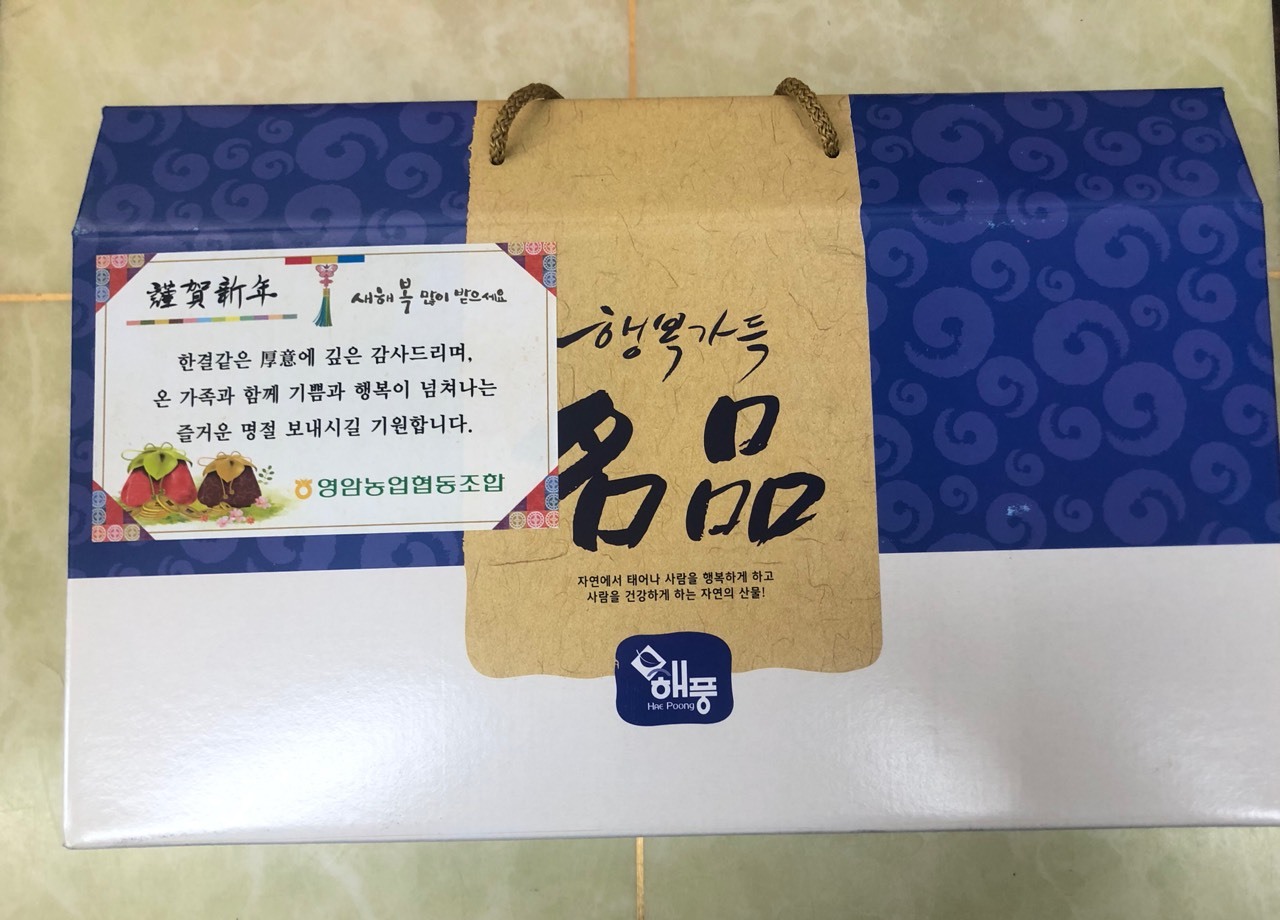 謹賀新年
새해 복 많이 받으세요
한결같은 厚意에 깊은 감사드리며,
온 가족과 함께 기쁨과 행복이 넘쳐나는
즐거운 명절 보내시길 기원합니다.
영암농업협동조합
행복가득
名品
자연에서 태어나 사람을 행복하게 하고
사람을 건강하게 하는 자연의 산물!
해풍
HAE POONG